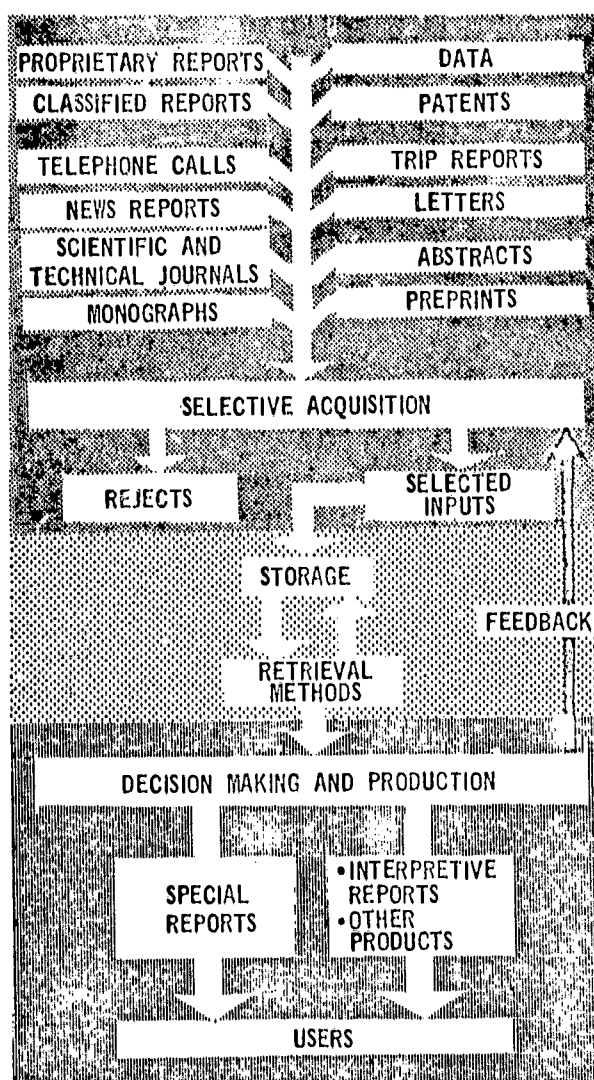 PROPRIETARY REPORTS
DATA
CLASSIFIED REPORTS
PATENTS
TELEPHONE CALLS
TRIP REPORTS
NEWS REPORTS
LETTERS
SCIENTIFIC AND
TECHNICAL JOURNALS
ABSTRACTS
MONOGRAPHS
PREPRINTS
SELECTIVE ACQUISITION
REJECTS
SELECTED
INPUTS
STORAGE
FEEDBACK
RETRIEVAL
METHODS
DECISION MAKING AND PRODUCTION
SPECIAL
REPORTS
•INTERPRETIVE
REPORTS
•OTHER
PRODUCTS
USERS